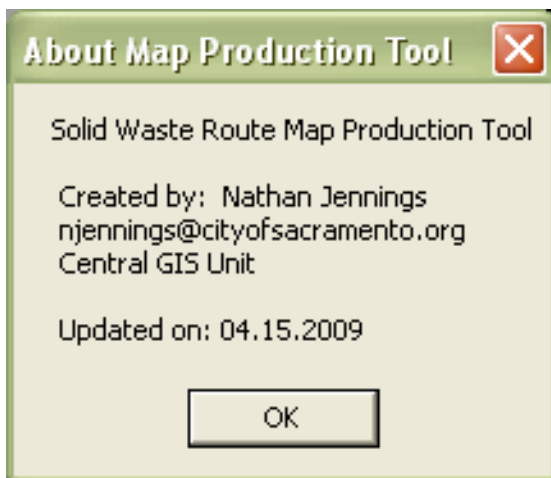 About Map Production Tool
Solid Waste Route Map Production Tool
Created by: Nathan Jennings
njennings@cityofsacramento.org
Central GIS Unit
Updated on: 04.15.2009
OK